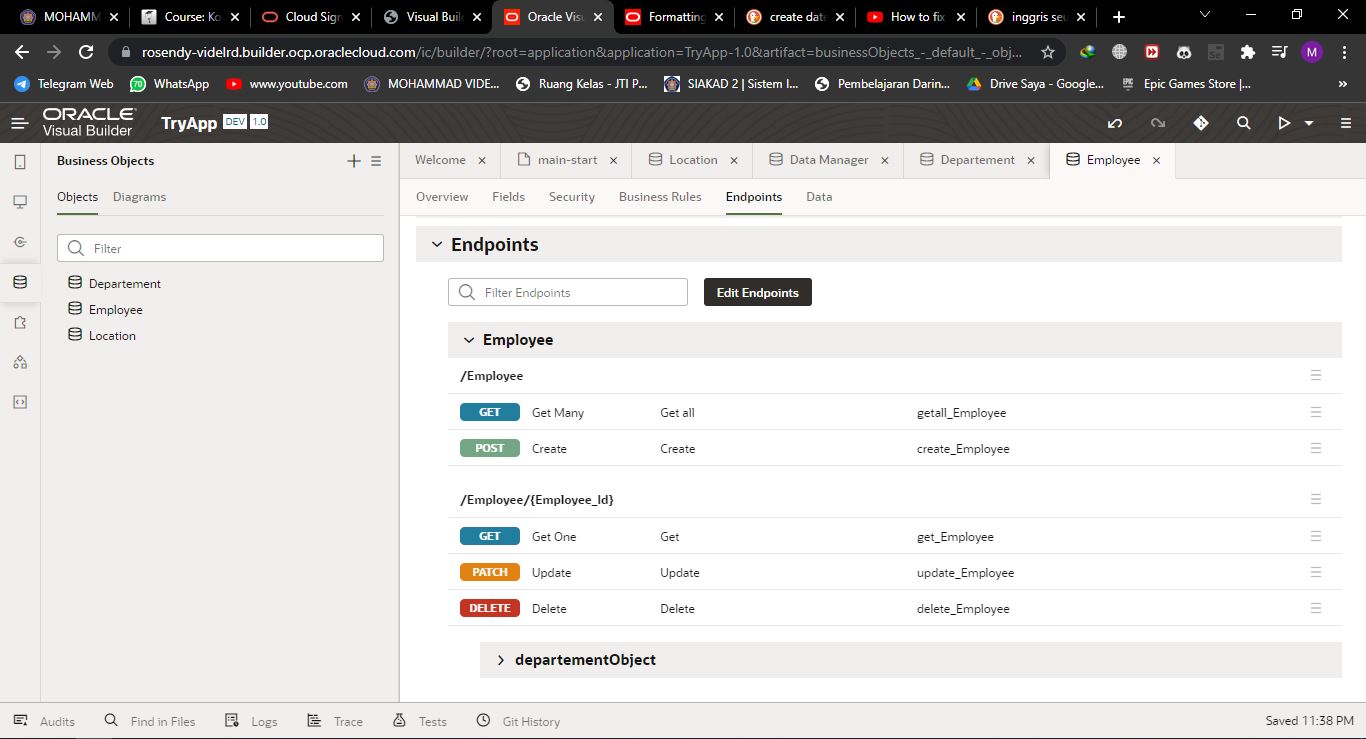 MOHAMM
Course: Ko
Cloud Sign
Visual Buil
Oracle Visu
Formatting
create date
How to fix
inggris seu
rosendy-videlrd.builder.ocp.oraclecloud.com/ic/builder/?root=application&application=TryApp-1.0&artifact=businessObjects_-_default_-_obj...
M
Telegram Web
WhatsApp
www.youtube.com
MOHAMMAD VIDE...
Ruang Kelas - JTI P...
SIAKAD 2 | Sistem I...
Pembelajaran Darin...
Drive Saya - Google...
Epic Games Store |...
»
ORACLE
Visual Builder
TryApp DEV 1.0
Business Objects
Objects Diagrams
Filter
Departement
Employee
Location
Welcome
main-start
Location
Data Manager
Departement
Employee
Overview Fields Security Business Rules Endpoints Data
Endpoints
Filter Endpoints
Edit Endpoints
Employee
/Employee
GET Get Many Get all getall_Employee
POST Create Create create_Employee
/Employee/{Employee_Id}
GET Get One Get get_Employee
PATCH Update Update update_Employee
DELETE Delete Delete delete_Employee
departementObject
Audits Find in Files Logs Trace Tests Git History
Saved 11:38 PM